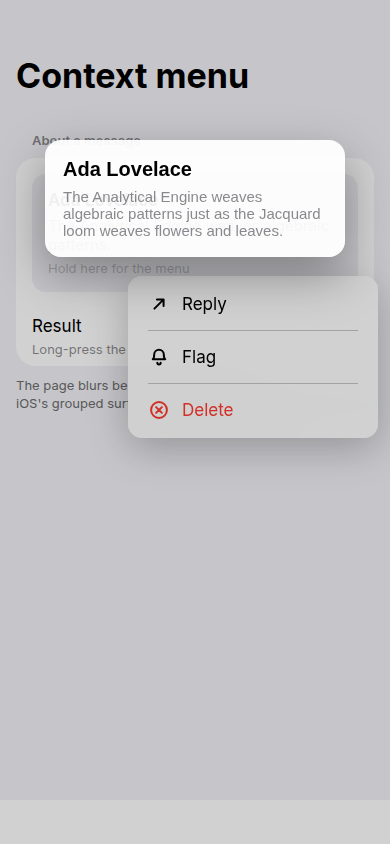 Context menu
About a message
Ada Lovelace
The Analytical Engine weaves
algebraic patterns just as the Jacquard
loom weaves flowers and leaves.
Hold here for the menu
Reply
Result
Long-press the
Flag
The page blurs be
iOS's grouped sur
Delete